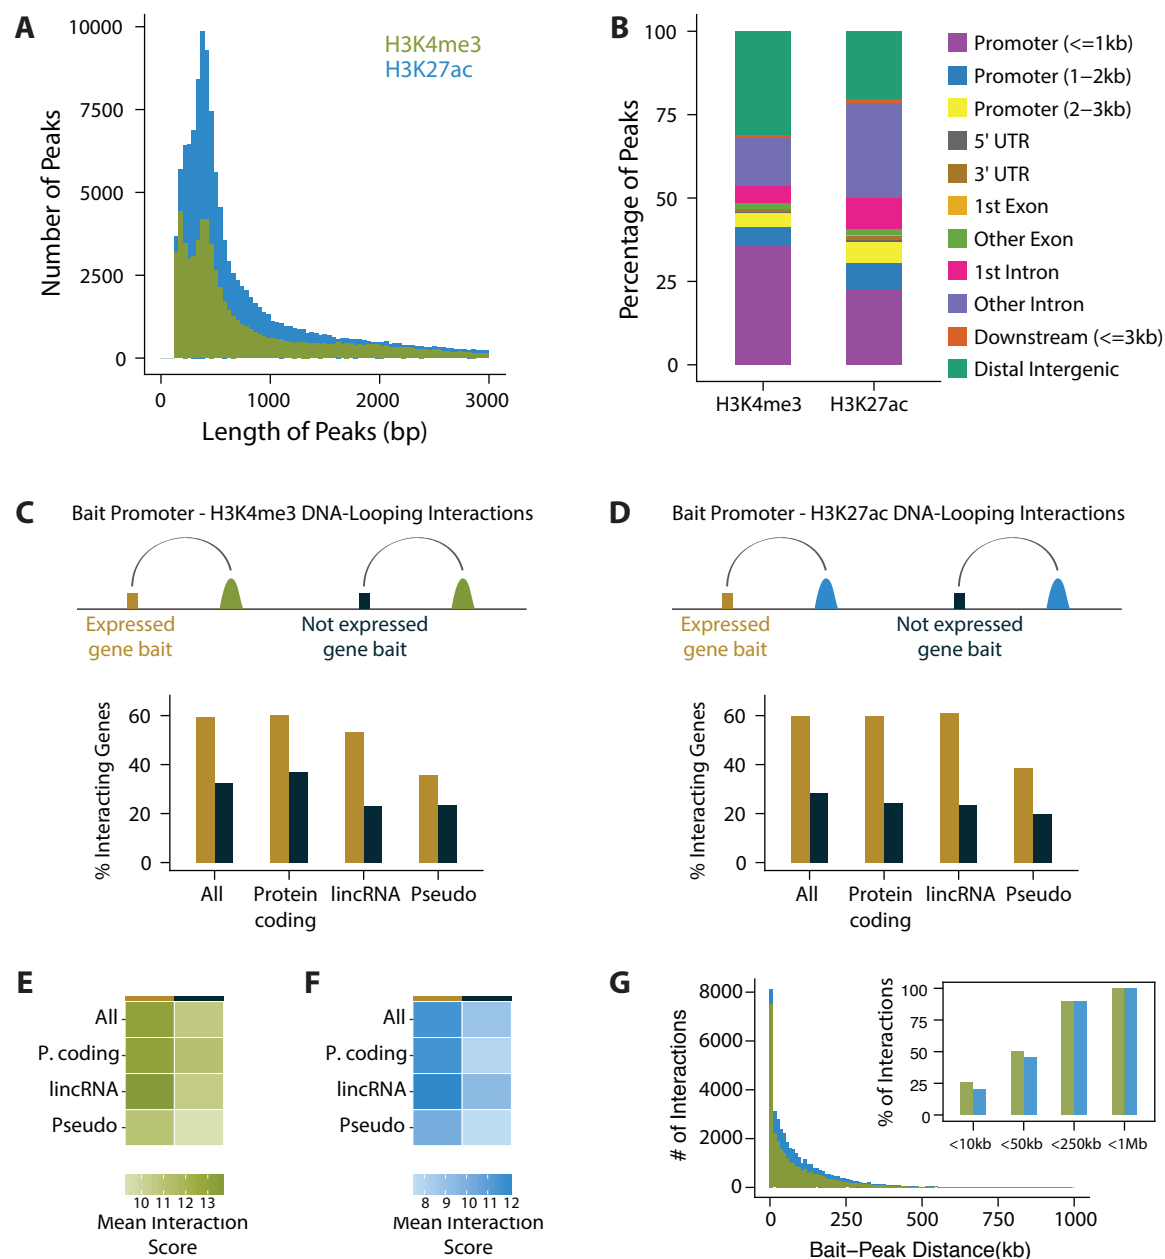 A
10000
7500
5000
2500
0
Number of Peaks
H3K4me3
H3K27ac
0
1000
2000
3000
Length of Peaks (bp)
B
100
75
50
25
0
Percentage of Peaks
H3K4me3
H3K27ac
Promoter (<=1kb)
Promoter (1−2kb)
Promoter (2−3kb)
5' UTR
3' UTR
1st Exon
Other Exon
1st Intron
Other Intron
Downstream (<=3kb)
Distal Intergenic
C
Bait Promoter - H3K4me3 DNA-Looping Interactions
Expressed
gene bait
Not expressed
gene bait
% Interacting Genes
60
40
20
0
All
Protein
coding
lincRNA
Pseudo
D
Bait Promoter - H3K27ac DNA-Looping Interactions
Expressed
gene bait
Not expressed
gene bait
% Interacting Genes
60
40
20
0
All
Protein
coding
lincRNA
Pseudo
E
All
P. coding
lincRNA
Pseudo
10 11 12 13
Mean Interaction
Score
F
All
P. coding
lincRNA
Pseudo
8 9 10 11 12
Mean Interaction
Score
G
# of Interactions
8000
6000
4000
2000
0
0
250
500
750
1000
Bait−Peak Distance(kb)
% of Interactions
100
75
50
25
0
<10kb
<50kb
<250kb
<1Mb